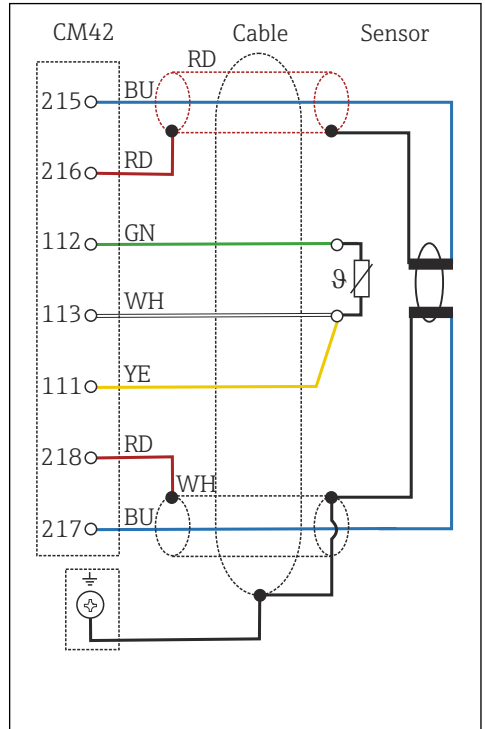 CM42 Cable Sensor
RD
215 BU
216 RD
112 GN
ϑ
113 WH
111 YE
218 RD
WH
217 BU